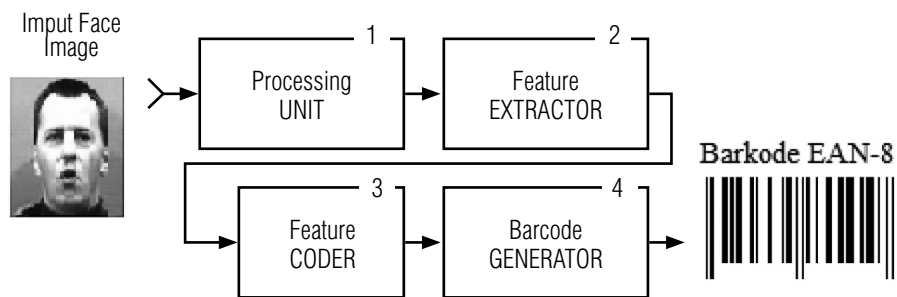 Imput Face
Image
1
Processing
UNIT
2
Feature
EXTRACTOR
3
Feature
CODER
4
Barcode
GENERATOR
Barkode EAN-8